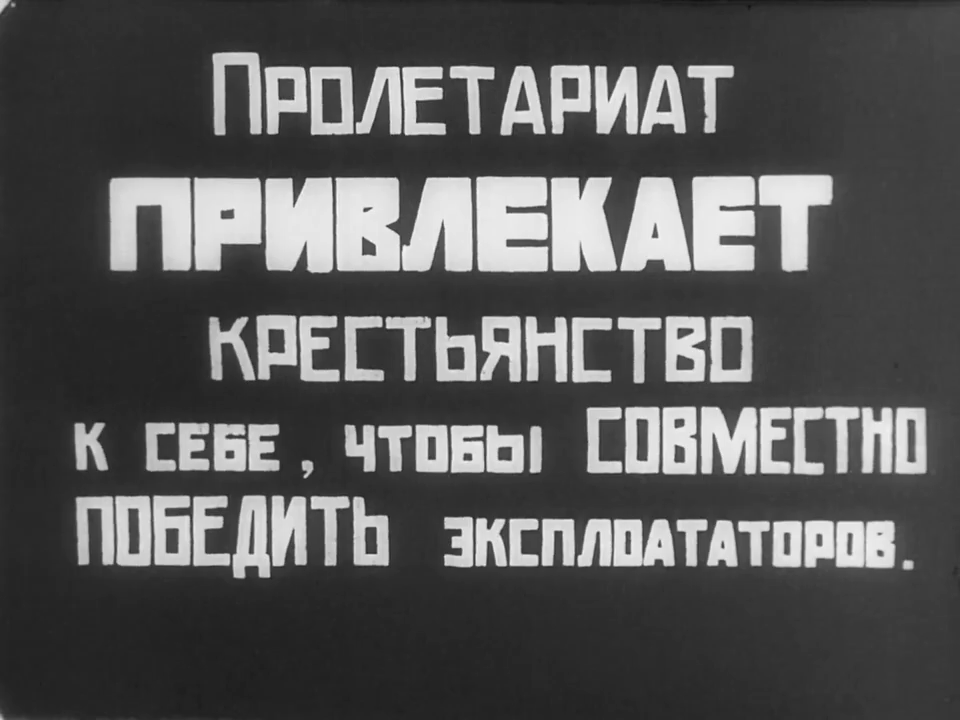 Пролетариат
ПРИВЛЕКАЕТ
КРЕСТЬЯНСТВО
К СЕБЕ, ЧТОБЫ СОВМЕСТНО
ПОБЕДИТЬ ЭКСПЛОАТАТОРОВ.